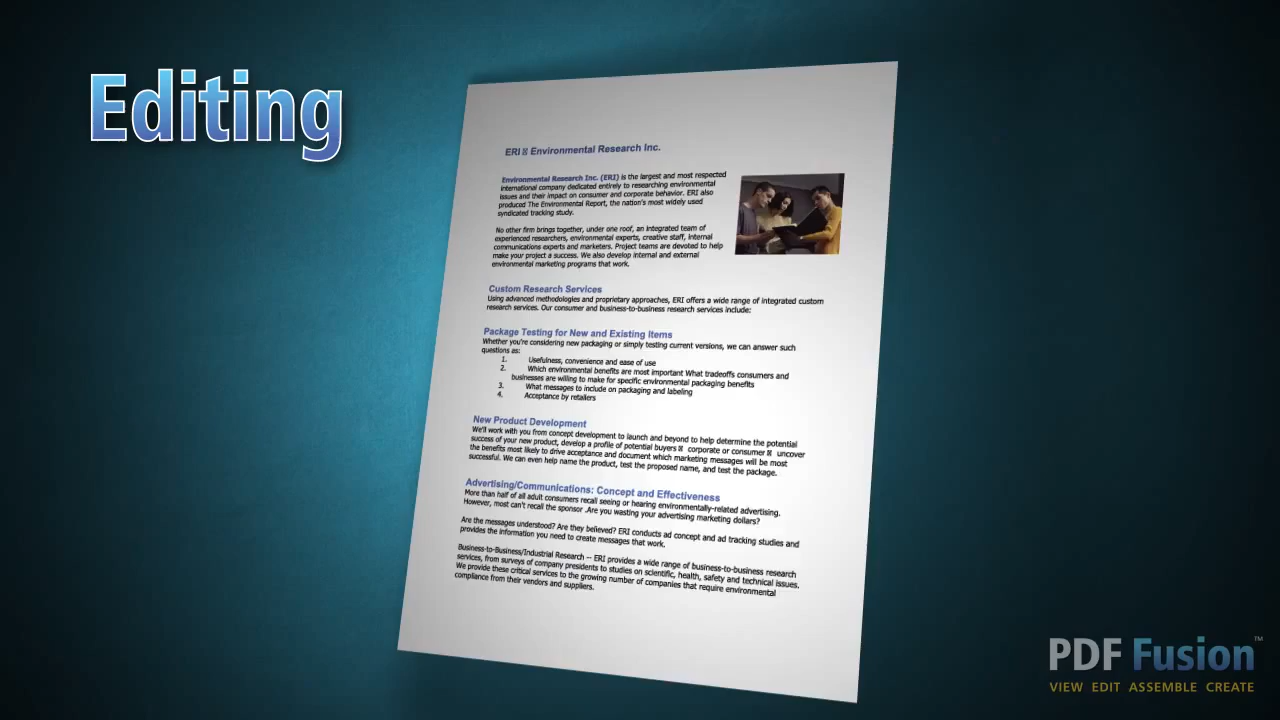 Editing
ERI Environmental Research Inc.
Environmental Research Inc. (ERI) is the largest and most respected
international company dedicated entirely to researching environmental
issues and their impact on consumer and corporate behavior. ERI also
produced The Environmental Report, the nation's most widely used
syndicated tracking study.
No other firm brings together, under one roof, an integrated team of
experienced researchers, environmental experts, creative staff, internal
communications experts and marketers. Project teams are devoted to help
make your project a success. We also develop internal and external
environmental marketing programs that work.
Custom Research Services
Using advanced methodologies and proprietary approaches, ERI offers a wide range of integrated custom
research services. Our consumer and business-to-business research services include:
Package Testing for New and Existing Items
Whether you're considering new packaging or simply testing current versions, we can answer such
questions as:
1. Usefulness, convenience and ease of use
2. Which environmental benefits are most important What tradeoffs consumers and
businesses are willing to make for specific environmental packaging benefits
3. What messages to include on packaging and labeling
4. Acceptance by retailers
New Product Development
We'll work with you from concept development to launch and beyond to help determine the potential
success of your new product, develop a profile of potential buyers corporate or consumer uncover
the benefits most likely to drive acceptance and document which marketing messages will be most
successful. We can even help name the product, test the proposed name, and test the package.
Advertising/Communications: Concept and Effectiveness
More than half of all adult consumers recall seeing or hearing environmentally-related advertising.
However, most can't recall the sponsor .Are you wasting your advertising marketing dollars?
Are the messages understood? Are they believed? ERI conducts ad concept and ad tracking studies and
provides the information you need to create messages that work.
Business-to-Business/Industrial Research -- ERI provides a wide range of business-to-business research
services, from surveys of company presidents to studies on scientific, health, safety and technical issues.
We provide these critical services to the growing number of companies that require environmental
compliance from their vendors and suppliers.
PDF Fusion™
VIEW EDIT ASSEMBLE CREATE